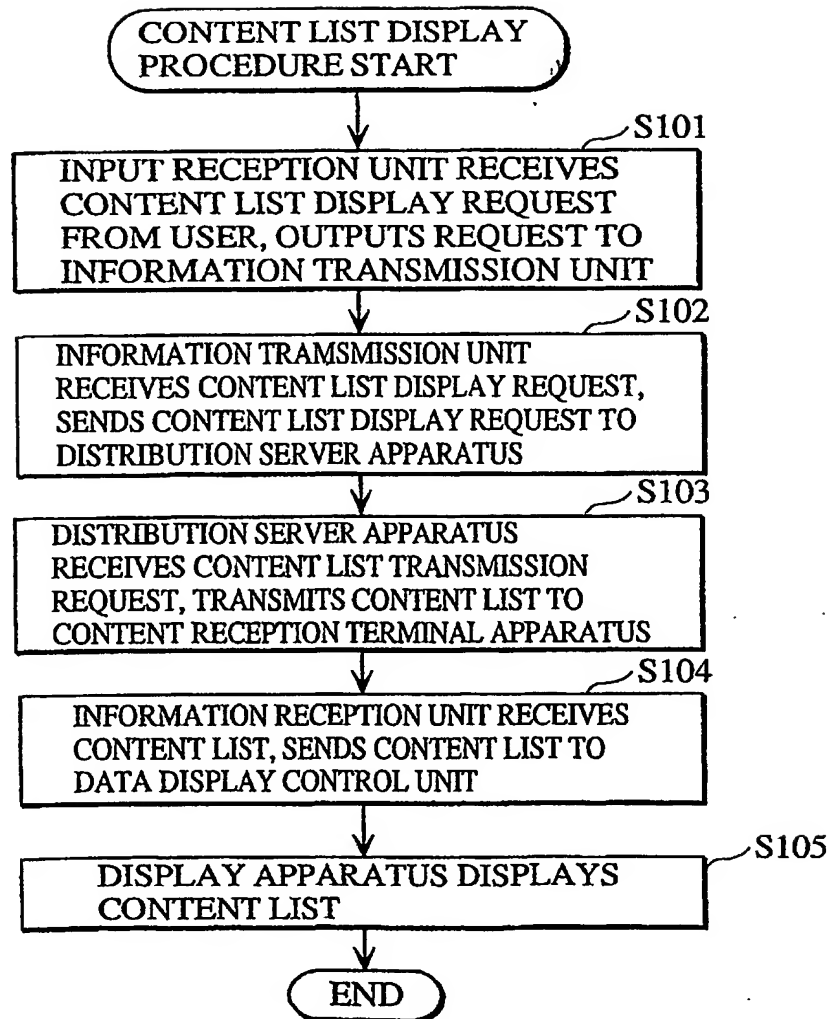 CONTENT LIST DISPLAY
PROCEDURE START
S101
INPUT RECEPTION UNIT RECEIVES
CONTENT LIST DISPLAY REQUEST
FROM USER, OUTPUTS REQUEST TO
INFORMATION TRANSMISSION UNIT
S102
INFORMATION TRAMSMISSION UNIT
RECEIVES CONTENT LIST DISPLAY REQUEST,
SENDS CONTENT LIST DISPLAY REQUEST TO
DISTRIBUTION SERVER APPARATUS
S103
DISTRIBUTION SERVER APPARATUS
RECEIVES CONTENT LIST TRANSMISSION
REQUEST, TRANSMITS CONTENT LIST TO
CONTENT RECEPTION TERMINAL APPARATUS
S104
INFORMATION RECEPTION UNIT RECEIVES
CONTENT LIST, SENDS CONTENT LIST TO
DATA DISPLAY CONTROL UNIT
S105
DISPLAY APPARATUS DISPLAYS
CONTENT LIST
END